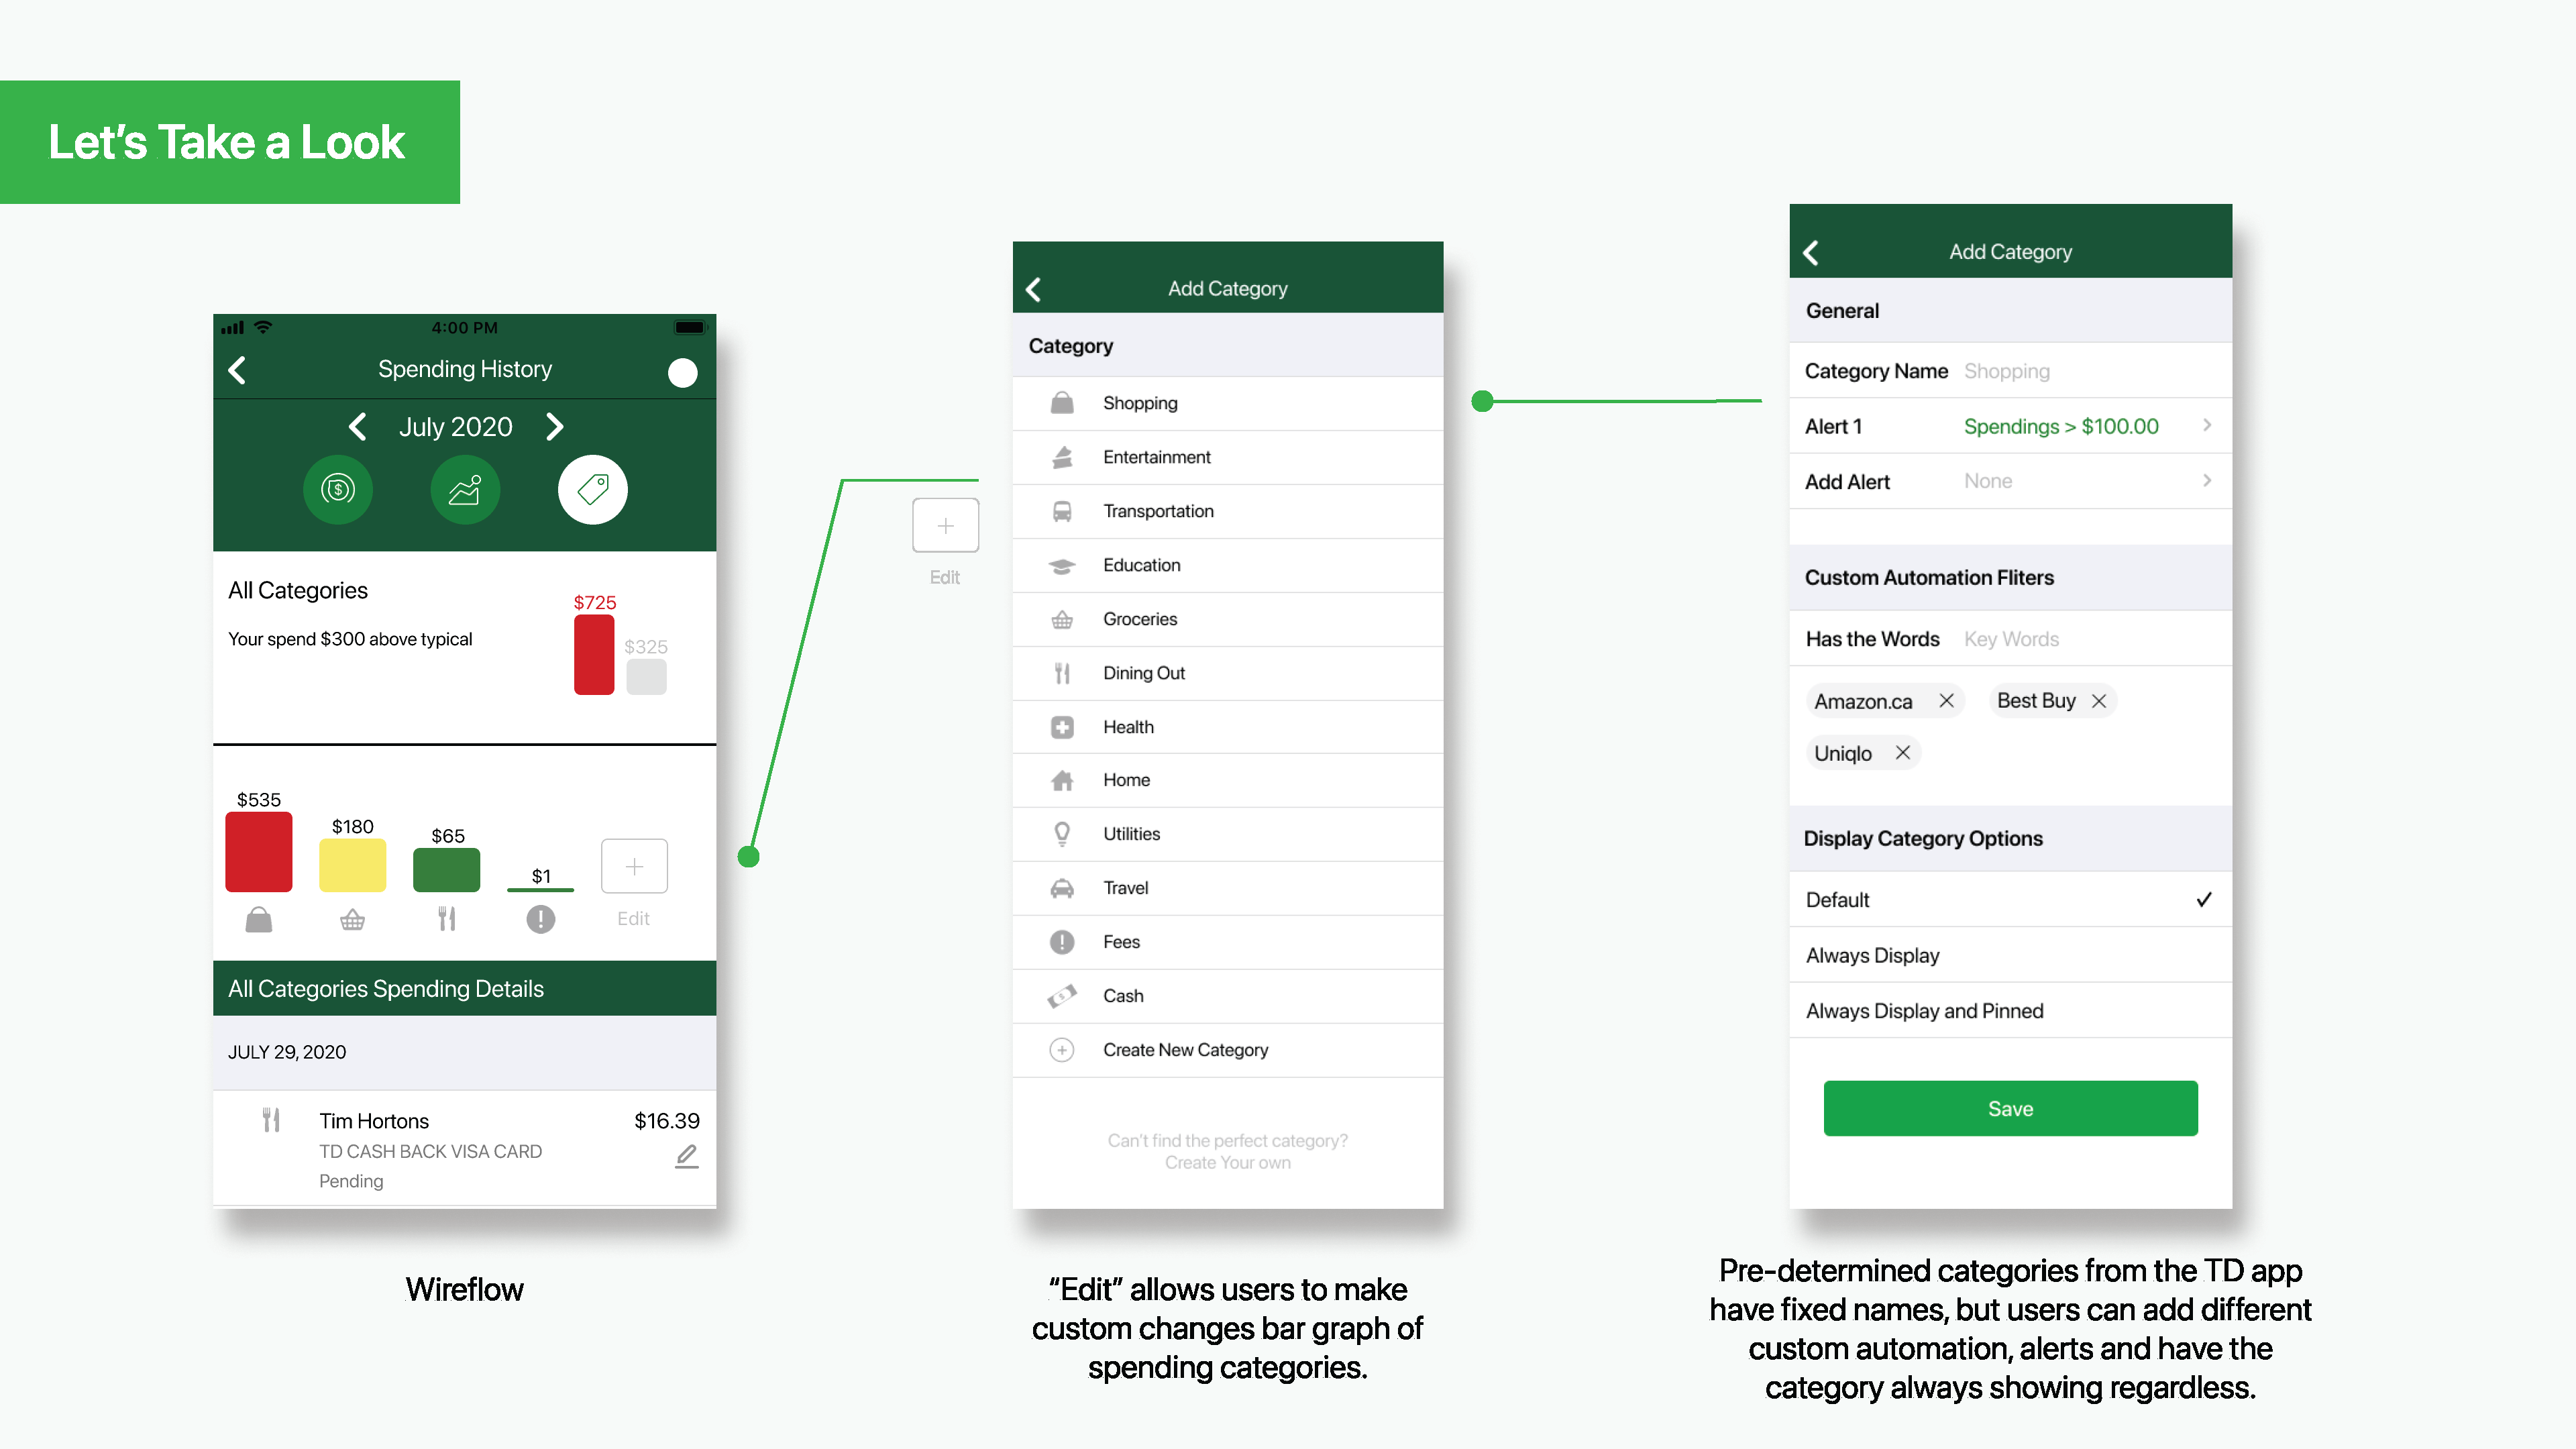 Let's Take a Look
4:00 PM
Spending History
July 2020
$
All Categories
Your spend $300 above typical
$725
$325
$535
$180
$65
$1
Edit
All Categories Spending Details
JULY 29, 2020
Tim Hortons
$16.39
TD CASH BACK VISA CARD
Pending
Wireflow
Edit
Add Category
Category
Shopping
Entertainment
Transportation
Education
Groceries
Dining Out
Health
Home
Utilities
Travel
Fees
Cash
Create New Category
Can't find the perfect category?
Create Your own
“Edit” allows users to make
custom changes bar graph of
spending categories.
Add Category
General
Category Name Shopping
Alert 1 Spendings > $100.00
Add Alert None
Custom Automation Fliters
Has the Words Key Words
Amazon.ca
Best Buy
Uniqlo
Display Category Options
Default
Always Display
Always Display and Pinned
Save
Pre-determined categories from the TD app
have fixed names, but users can add different
custom automation, alerts and have the
category always showing regardless.